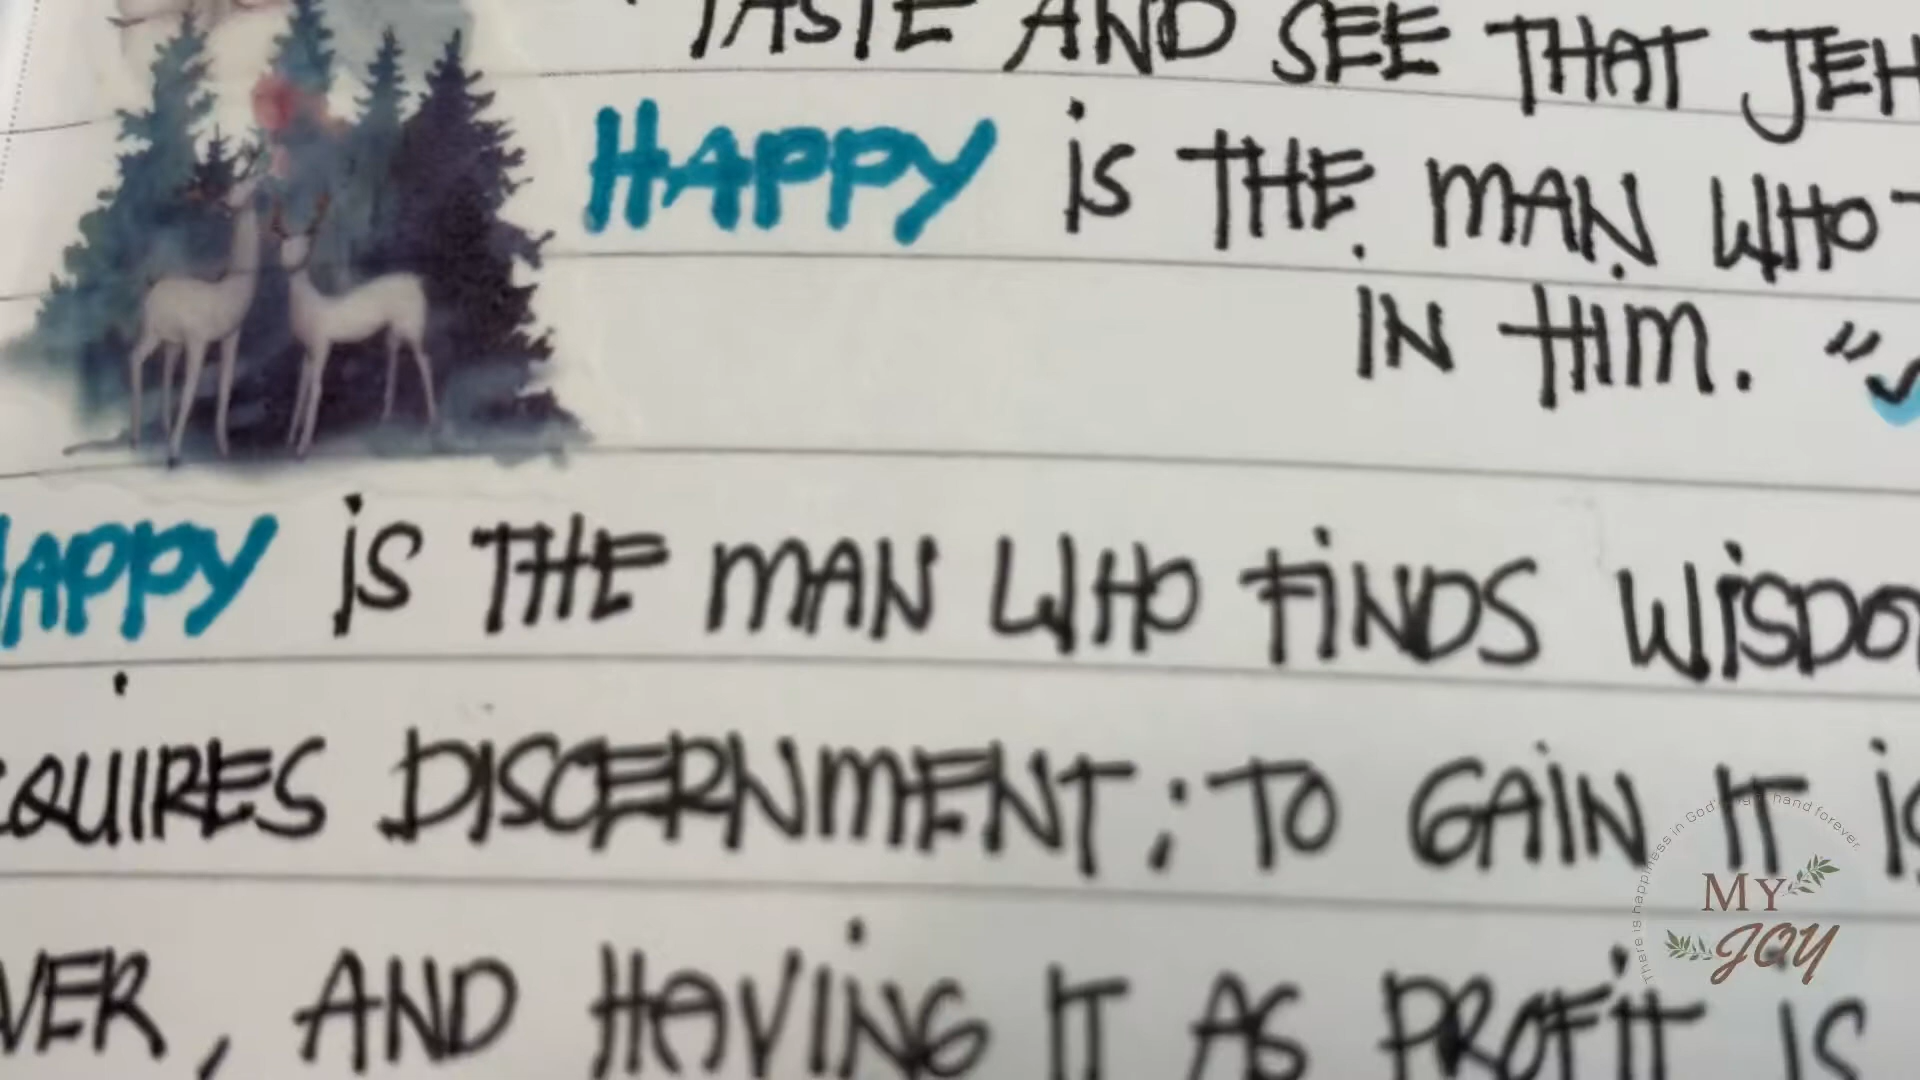 TASTE AND SEE THAT JEH
HAPPY is THE MAN WHO T
IN HIM. "
HAPPY is THE MAN WHO FiNDS WiSDO
CQUIRES DISCERNMENT; TO GAiN IT is
VER, AND HAViNG IT AS PROFiT is
There is happiness in God's right hand forever.
MY
JOY